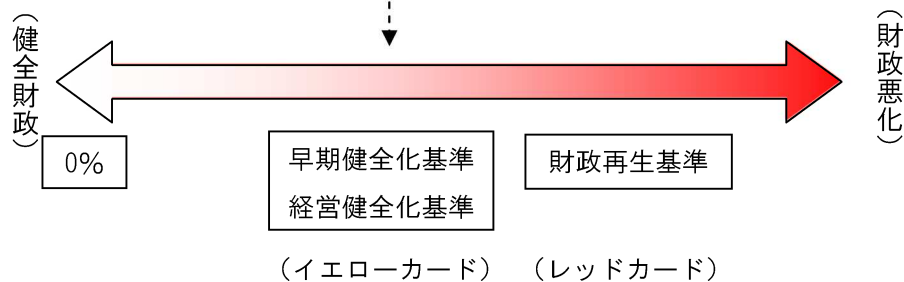 （健全財政）
（財政悪化）
0%
早期健全化基準
経営健全化基準
財政再生基準
（イエローカード）
（レッドカード）